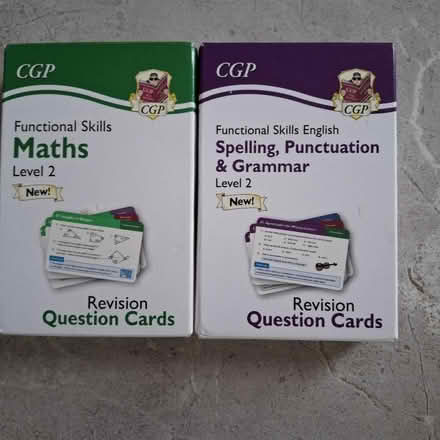 CGP
CGP
Functional Skills
Maths
Level 2
New!
Revision
Question Cards
CGP
CGP
Functional Skills English
Spelling, Punctuation
& Grammar
Level 2
New!
Revision
Question Cards